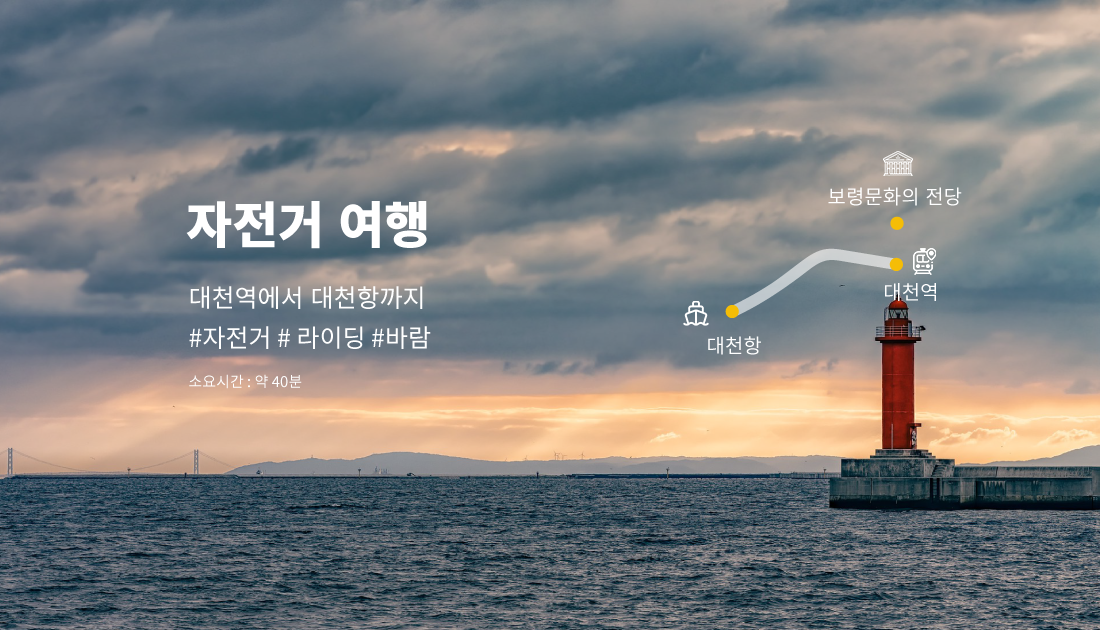 자전거 여행
대천역에서 대천항까지
#자전거 # 라이딩 #바람
소요시간 : 약 40분
보령문화의 전당
대천역
대천항